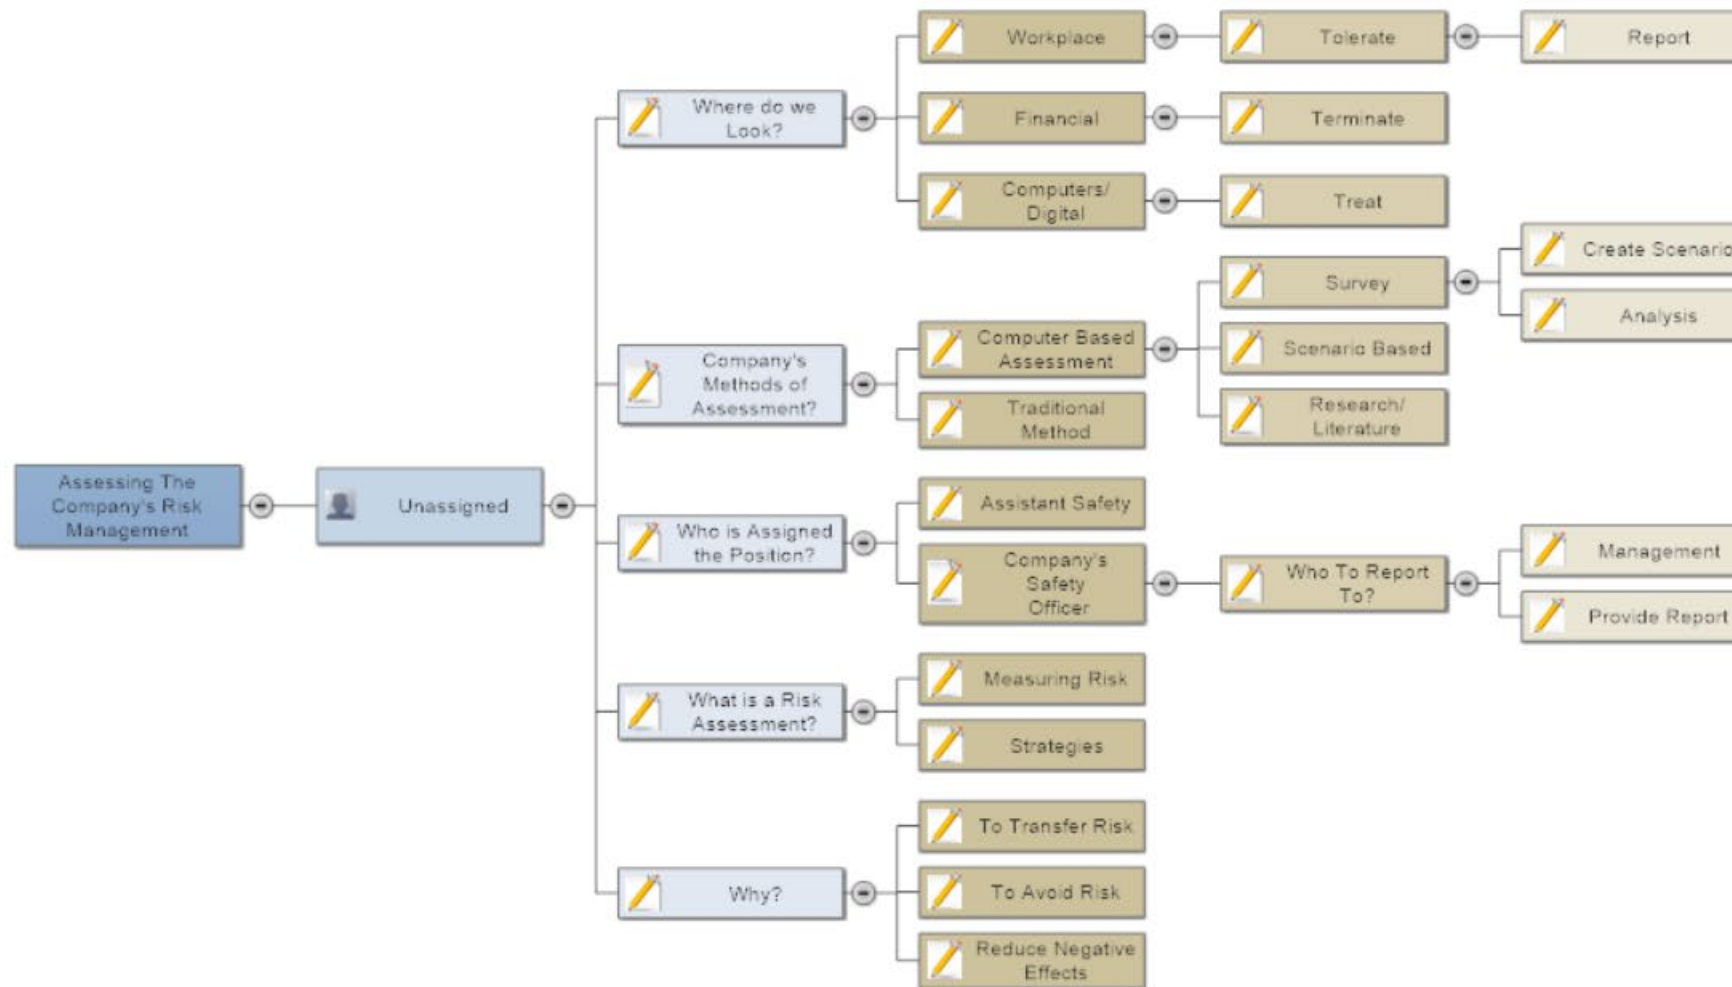 Workplace
Tolerate
Report
Where do we
Look?
Financial
Terminate
Computers/
Digital
Treat
Create Scenario
Survey
Analysis
Computer Based
Assessment
Scenario Based
Company's
Methods of
Assessment?
Traditional
Method
Research/
Literature
Assessing The
Company's Risk
Management
Unassigned
Assistant Safety
Who is Assigned
the Position?
Company's
Safety
Officer
Who To Report
To?
Management
Provide Report
Measuring Risk
What is a Risk
Assessment?
Strategies
To Transfer Risk
Why?
To Avoid Risk
Reduce Negative
Effects